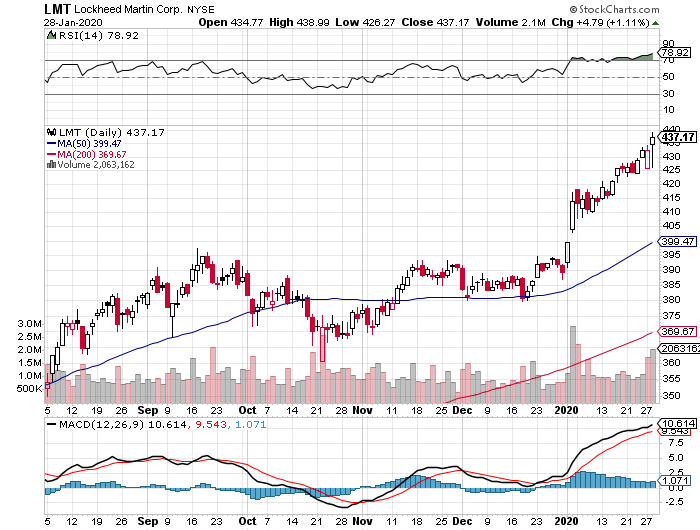 LMT Lockheed Martin Corp. NYSE © StockCharts.com
28-Jan-2020 Open 434.77 High 438.99 Low 426.27 Close 437.17 Volume 2.1M Chg +4.79 (+1.11%)
RSI(14) 78.92
90
78.92
70
50
30
10
LMT (Daily) 437.17
MA(50) 399.47
MA(200) 369.67
Volume 2,063,162
440
437.17
435
430
425
420
415
410
405
399.47
395
390
385
380
375
369.67
2063162
360
355
350
3.0M
2.5M
2.0M
1.5M
1.0M
500K
5 12 19 26 Sep 9 16 23 Oct 7 14 21 28 Nov 11 18 25 Dec 9 16 23 2020 13 21 27
MACD(12,26,9) 10.614, 9.543, 1.071
10.614
9.543
7.5
5.0
2.5
1.071
-2.5
5 12 19 26 Sep 9 16 23 Oct 7 14 21 28 Nov 11 18 25 Dec 9 16 23 2020 13 21 27